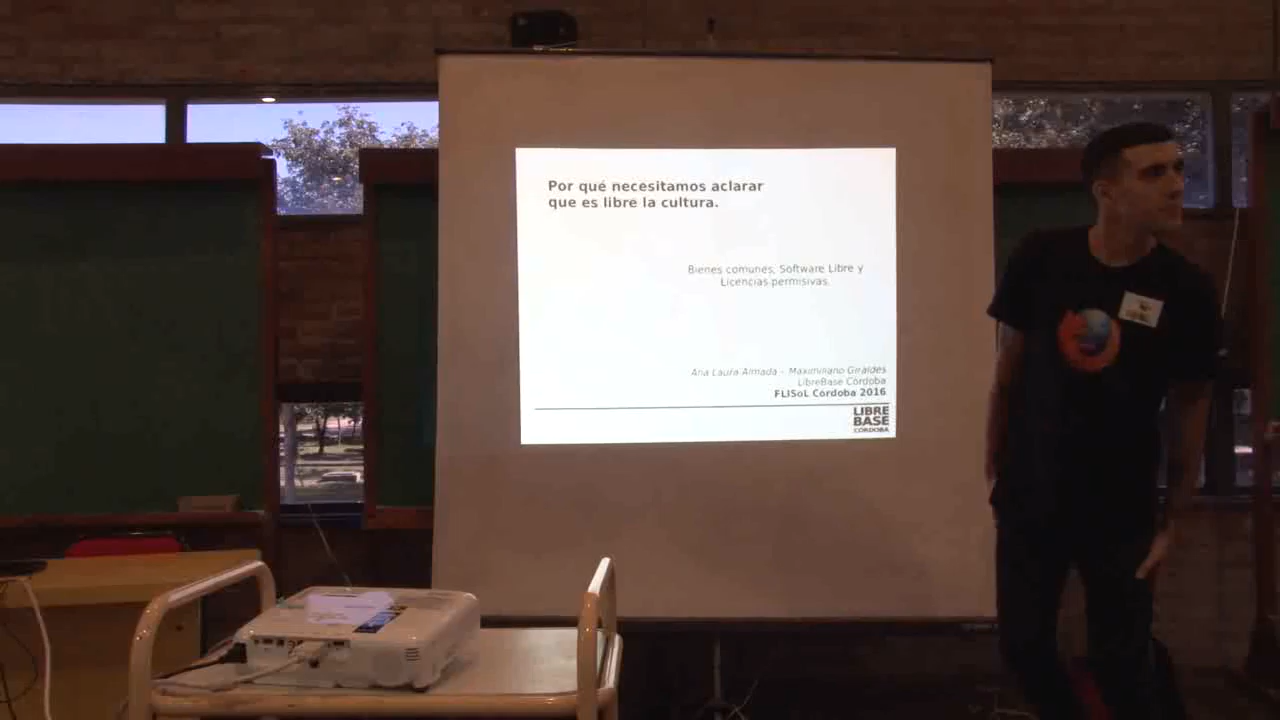 Por qué necesitamos aclarar
que es libre la cultura.
Bienes comunes, Software Libre y
Licencias permisivas.
Ana Laura Almada - Maximiliano Giraldes
LibreBase Córdoba
FLISoL Córdoba 2016
LIBRE
BASE
CÓRDOBA